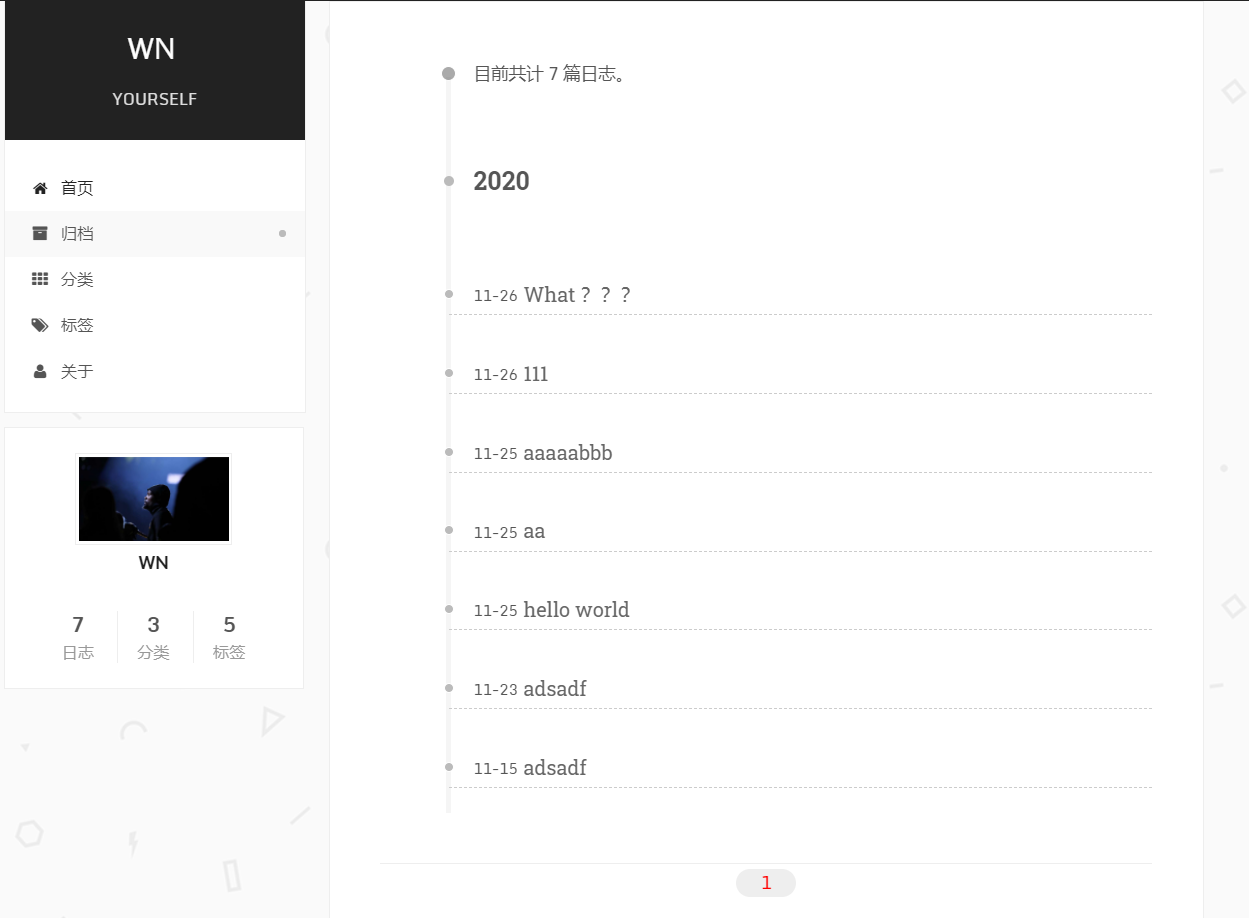 WN
YOURSELF
首页
归档
分类
标签
关于
WN
7 3 5
日志 分类 标签
目前共计 7 篇日志。
2020
11-26 What？？？
11-26 111
11-25 aaaaabbb
11-25 aa
11-25 hello world
11-23 adsadf
11-15 adsadf
1